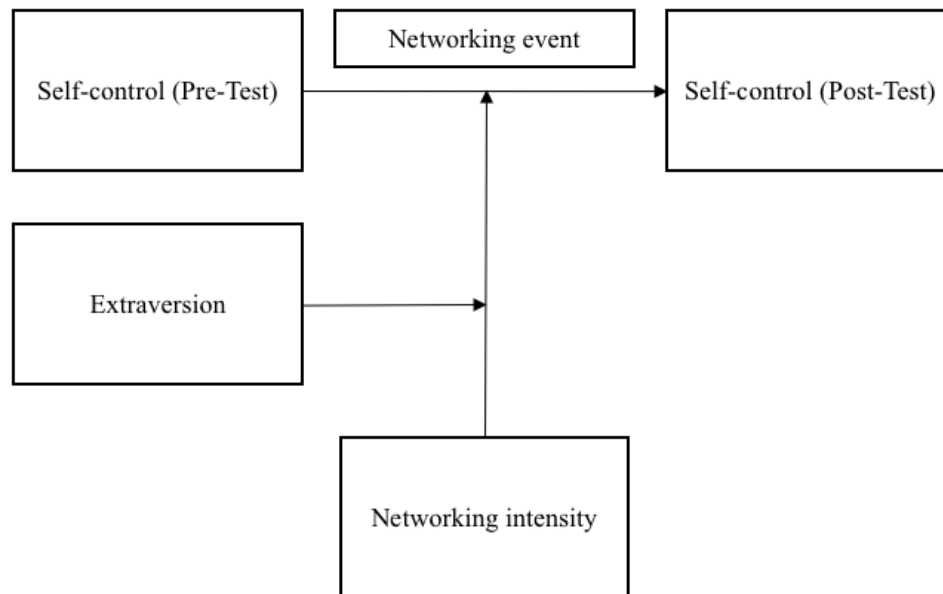 Networking event
Self-control (Pre-Test)
Self-control (Post-Test)
Extraversion
Networking intensity